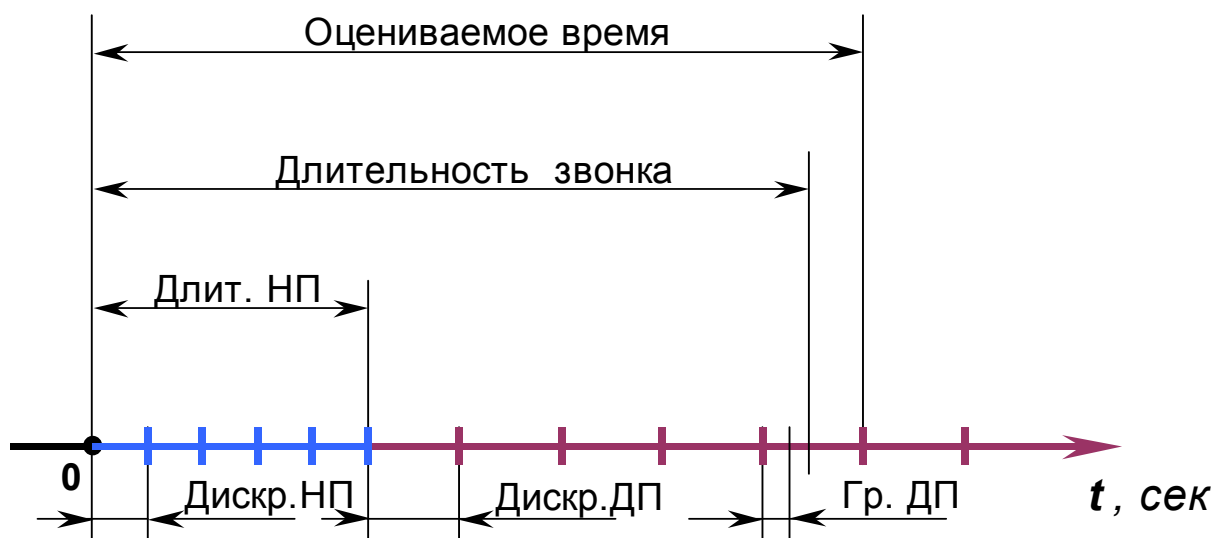 Оцениваемое время
Длительность звонка
Длит. НП
0
Дискр.НП
Дискр.ДП
Гр. ДП
t , сек